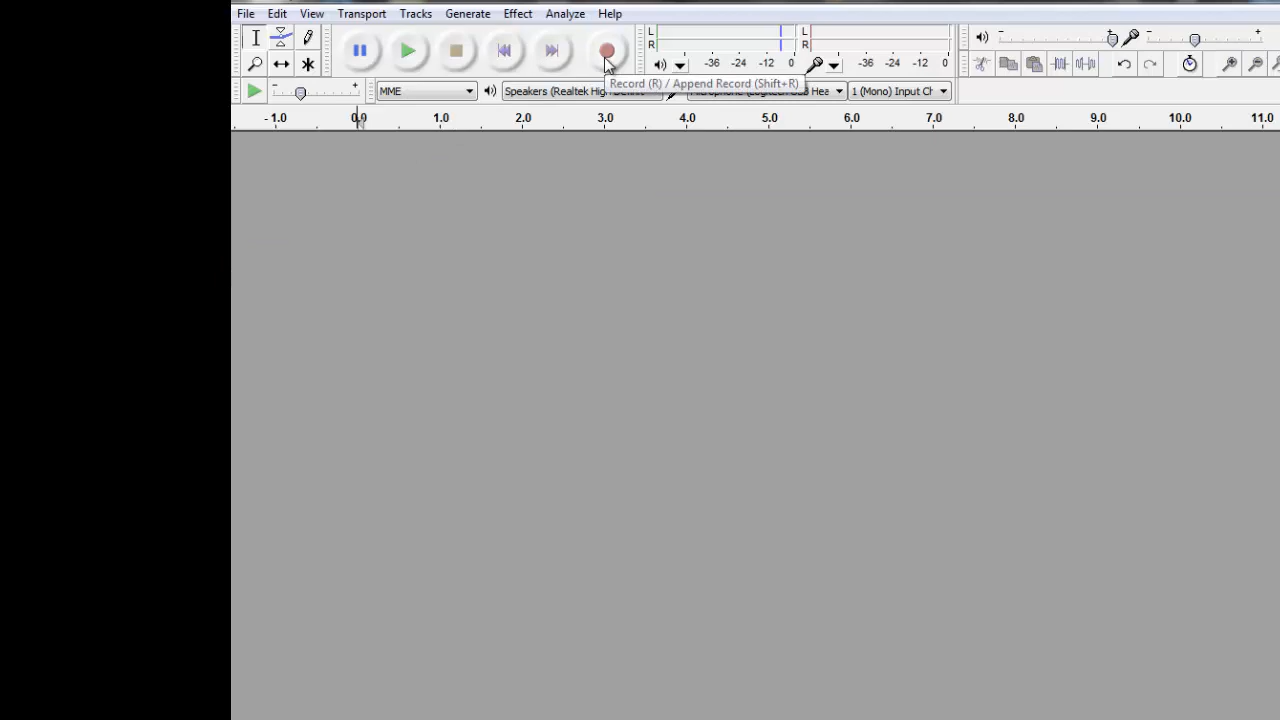 File Edit View Transport Tracks Generate Effect Analyze Help
L L
R R
-36 -24 -12 0 -36 -24 -12 0
Record (R) / Append Record (Shift+R)
MME Speakers (Realtek High 1 (Mono) Input Ch
- 1.0 0.0 1.0 2.0 3.0 4.0 5.0 6.0 7.0 8.0 9.0 10.0 11.0